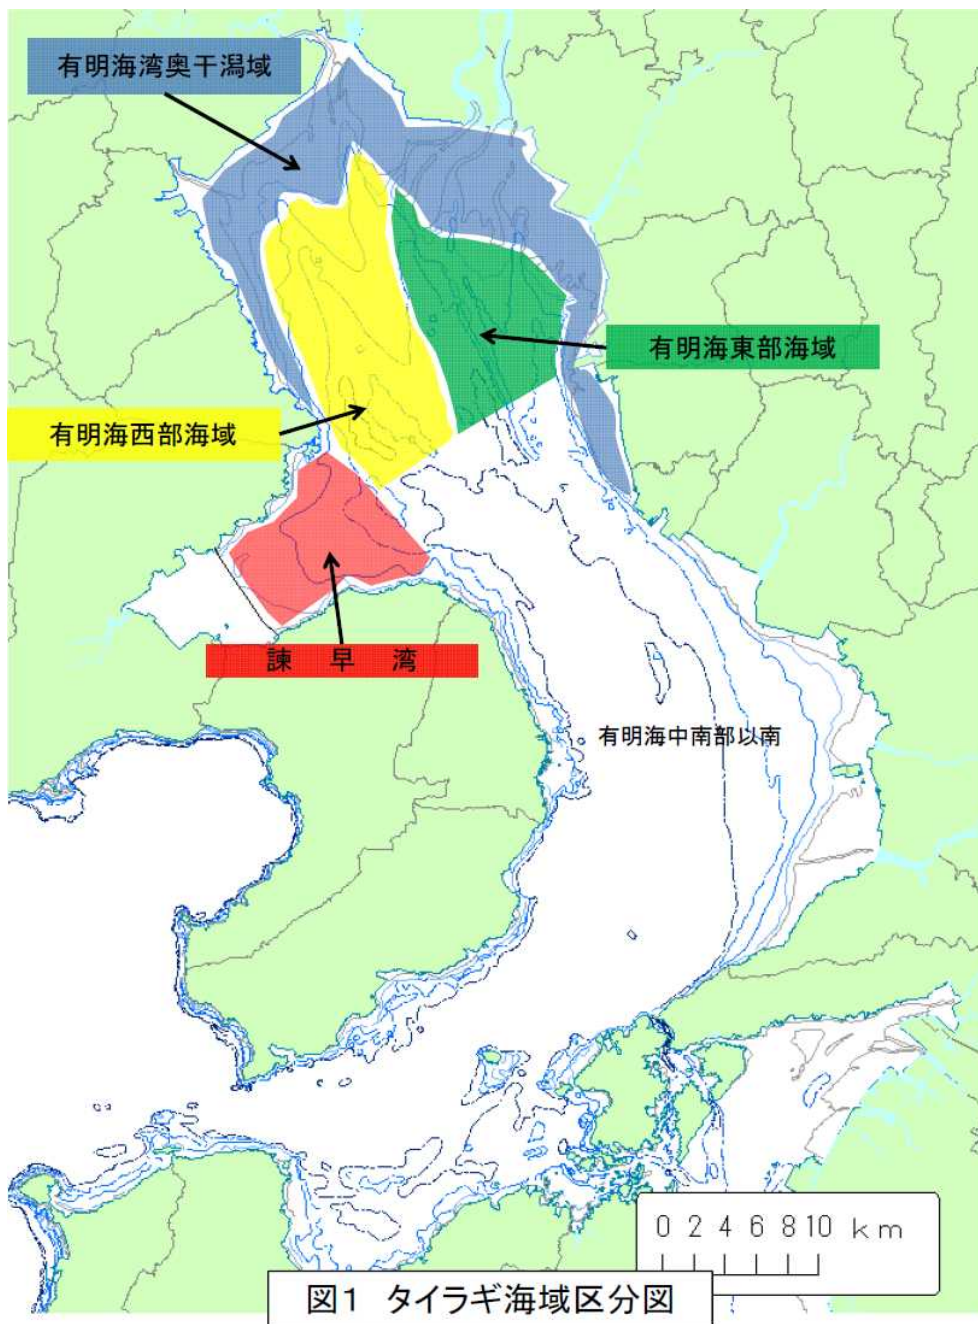 有明海湾奥干潟域
有明海東部海域
有明海西部海域
諫早湾
有明海中南部以南
0 2 4 6 8 10 km
図1 タイラギ海域区分図